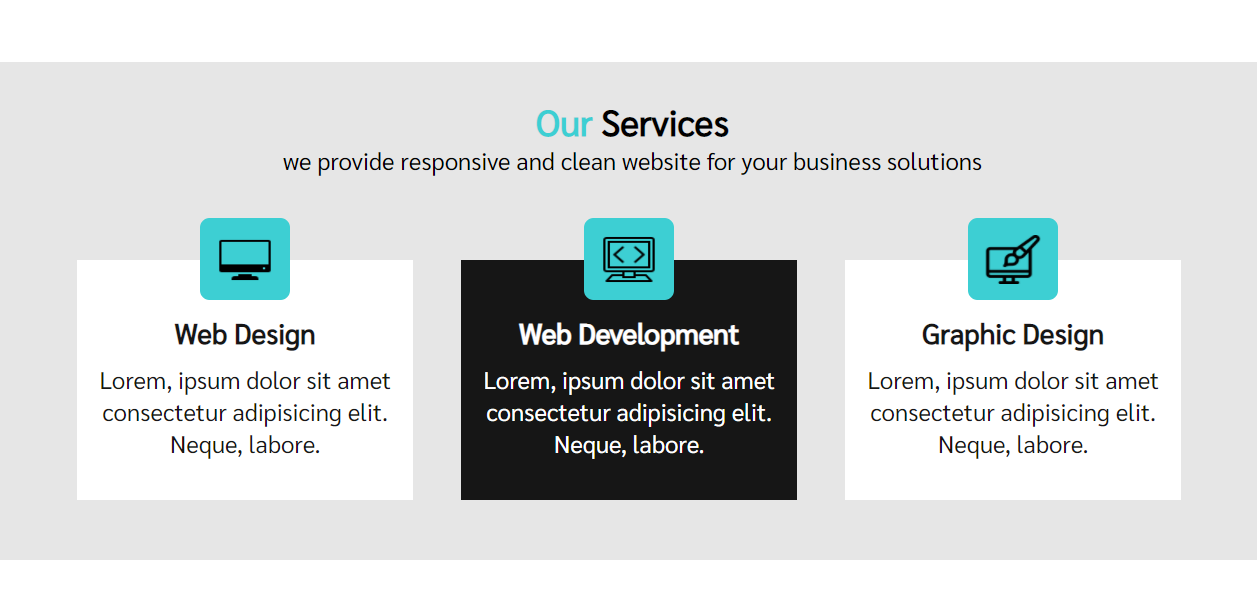 Our Services
we provide responsive and clean website for your business solutions
Web Design
Lorem, ipsum dolor sit amet
consectetur adipisicing elit.
Neque, labore.
Web Development
Lorem, ipsum dolor sit amet
consectetur adipisicing elit.
Neque, labore.
Graphic Design
Lorem, ipsum dolor sit amet
consectetur adipisicing elit.
Neque, labore.